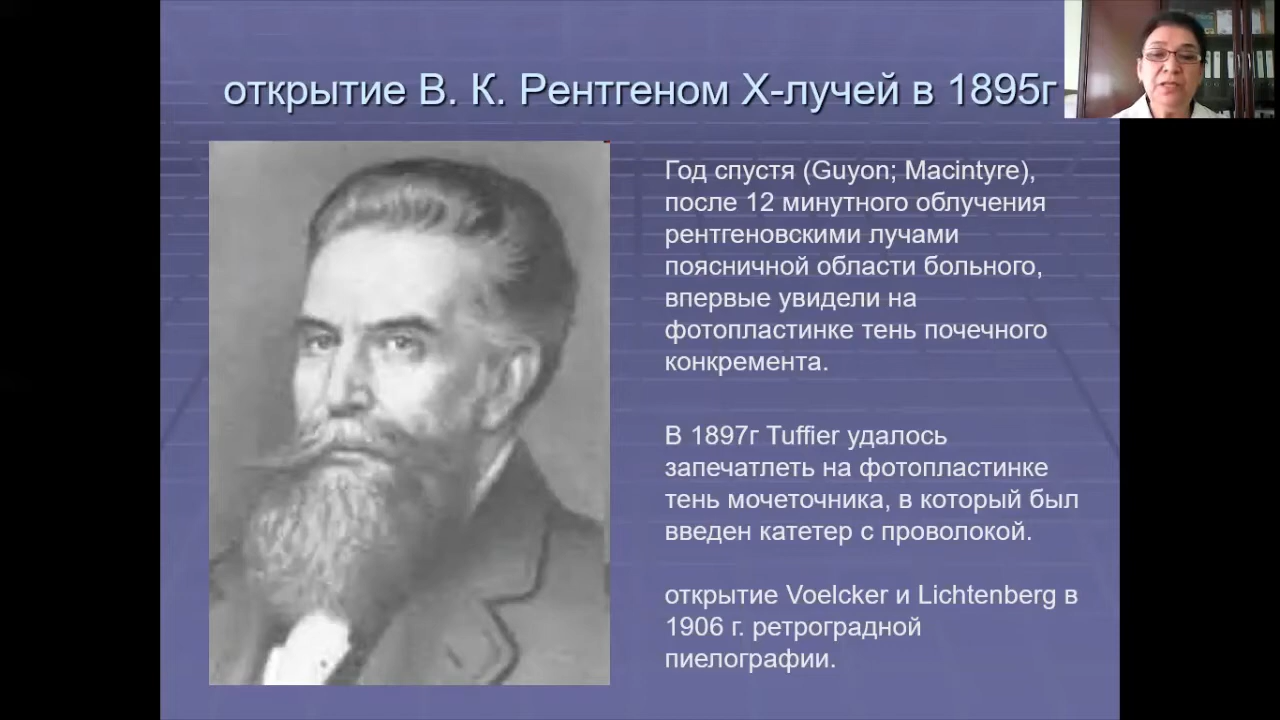 открытие В. К. Рентгеном Х-лучей в 1895г
Год спустя (Guyon; Macintyre),
после 12 минутного облучения
рентгеновскими лучами
поясничной области больного,
впервые увидели на
фотопластинке тень почечного
конкремента.
В 1897г Tuffier удалось
запечатлеть на фотопластинке
тень мочеточника, в который был
введен катетер с проволокой.
открытие Voelcker и Lichtenberg в
1906 г. ретроградной
пиелографии.